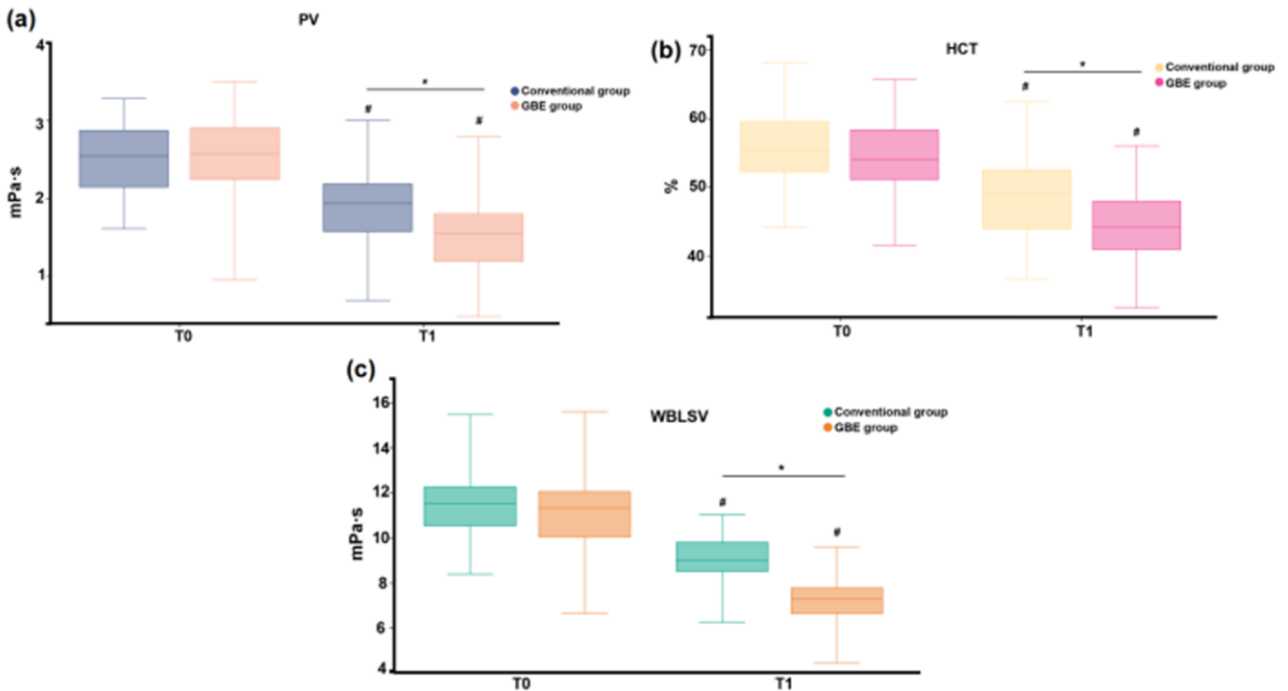 (a)
PV
4
3
2
1
mPa·s
*
#
#
Conventional group
GBE group
T0
T1
(b)
HCT
70
60
50
40
%
*
#
#
Conventional group
GBE group
T0
T1
(c)
WBLSV
16
14
12
10
8
6
4
mPa·s
*
#
#
Conventional group
GBE group
T0
T1